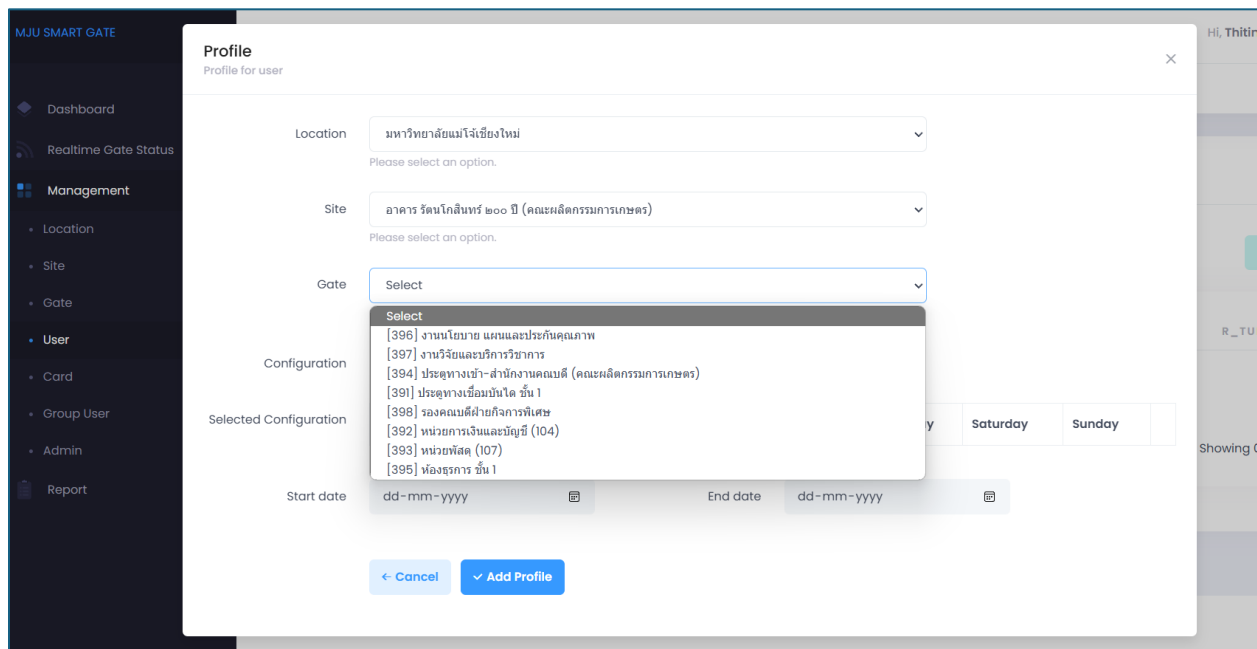 MJU SMART GATE
Hi, Thitin
Profile
Profile for user
Dashboard
Realtime Gate Status
Management
Location
Site
Gate
User
Card
Group User
Admin
Report
Location
มหาวิทยาลัยแม่โจ้เชียงใหม่
Please select an option.
Site
อาคาร รัตนโกสินทร์ ๒๐๐ ปี (คณะผลิตกรรมการเกษตร)
Please select an option.
Gate
Select
Select
[396] งานนโยบาย แผนและประกันคุณภาพ
[397] งานวิจัยและบริการวิชาการ
[394] ประตูทางเข้า-สำนักงานคณบดี (คณะผลิตกรรมการเกษตร)
[391] ประตูทางเชื่อมบันได ชั้น 1
[398] รองคณบดีฝ่ายกิจการพิเศษ
[392] หน่วยการเงินและบัญชี (104)
[393] หน่วยพัสดุ (107)
[395] ห้องธุรการ ชั้น 1
Configuration
Selected Configuration
y Saturday Sunday
R_TU
Showing 0
Start date dd-mm-yyyy End date dd-mm-yyyy
← Cancel
Add Profile